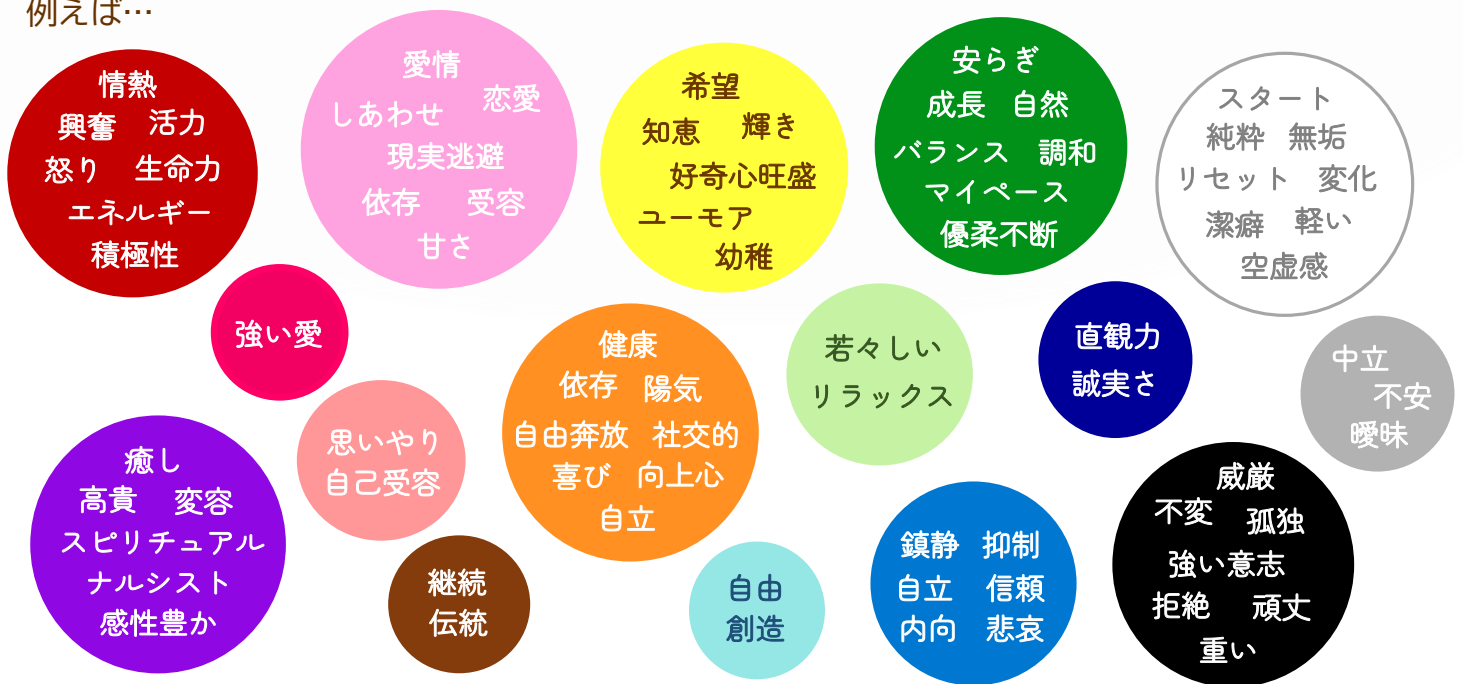 例えば…
情熱
興奮 活力
怒り 生命力
エネルギー
積極性
愛情
しあわせ 恋愛
現実逃避
依存 受容
甘さ
希望
知恵 輝き
好奇心旺盛
ユーモア
幼稚
安らぎ
成長 自然
バランス 調和
マイペース
優柔不断
スタート
純粋 無垢
リセット 変化
潔癖 軽い
空虚感
強い愛
思いやり
自己受容
健康
依存 陽気
自由奔放 社交的
喜び 向上心
自立
若々しい
リラックス
直観力
誠実さ
中立
不安
曖昧
癒し
高貴 変容
スピリチュアル
ナルシスト
感性豊か
継続
伝統
自由
創造
鎮静 抑制
自立 信頼
内向 悲哀
威厳
不変 孤独
強い意志
拒絶 頑丈
重い